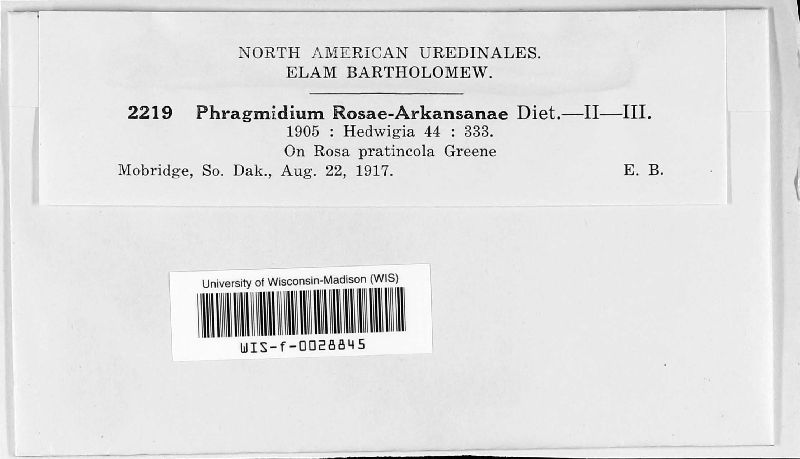 NORTH AMERICAN UREDINALES.
ELAM BARTHOLOMEW.
2219 Phragmidium Rosae-Arkansanae Diet.—II—III.
1905 : Hedwigia 44 : 333.
On Rosa pratincola Greene
Mobridge, So. Dak., Aug. 22, 1917. E. B.
University of Wisconsin-Madison (WIS)
WIS-f-0028845